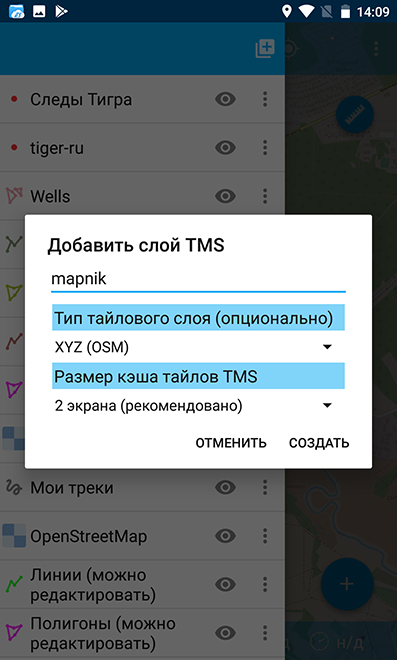 14:09
Следы Тигра
tiger-ru
Wells
Добавить слой TMS
mapnik
Тип тайлового слоя (опционально)
XYZ (OSM)
Размер кэша тайлов TMS
2 экрана (рекомендовано)
ОТМЕНИТЬ СОЗДАТЬ
Мои треки
OpenStreetMap
Линии (можно
редактировать)
Полигоны (можно
редактировать)
н/д